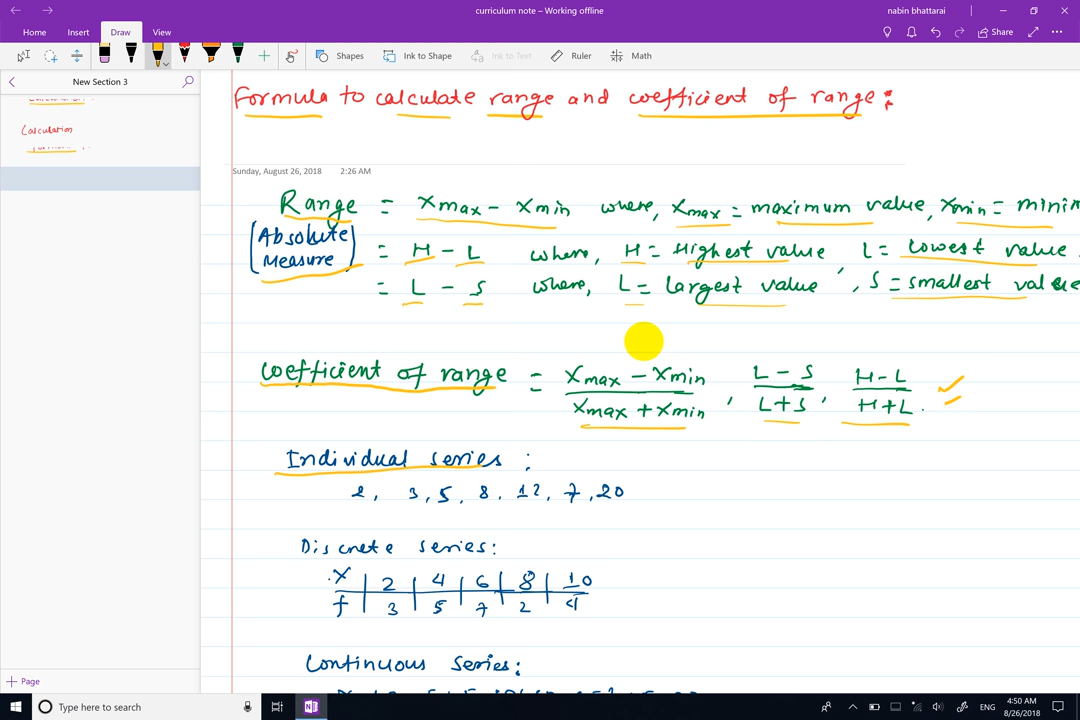 curriculum note – Working offline
nabin bhattarai
Home Insert Draw View
Share
Shapes Ink to Shape Ink to Text Ruler Math
New Section 3
Calculation
Formula to calculate range and coefficient of range:
Sunday, August 26, 2018 2:26 AM
Range = Xmax - Xmin where, Xmax = maximum value, Xmin = minim
[Absolute Measure]
= H - L where, H = Highest value, L = Lowest value
= L - S where, L = largest value, S = smallest value
coefficient of range = Xmax - Xmin / Xmax + Xmin, L - S / L + S, H - L / H + L.
Individual series:
2, 3, 5, 8, 12, 7, 20
Discrete series:
X | 2 | 4 | 6 | 8 | 10
f | 3 | 5 | 7 | 2 | 4
Continuous series:
+ Page
Type here to search
ENG
4:50 AM
8/26/2018